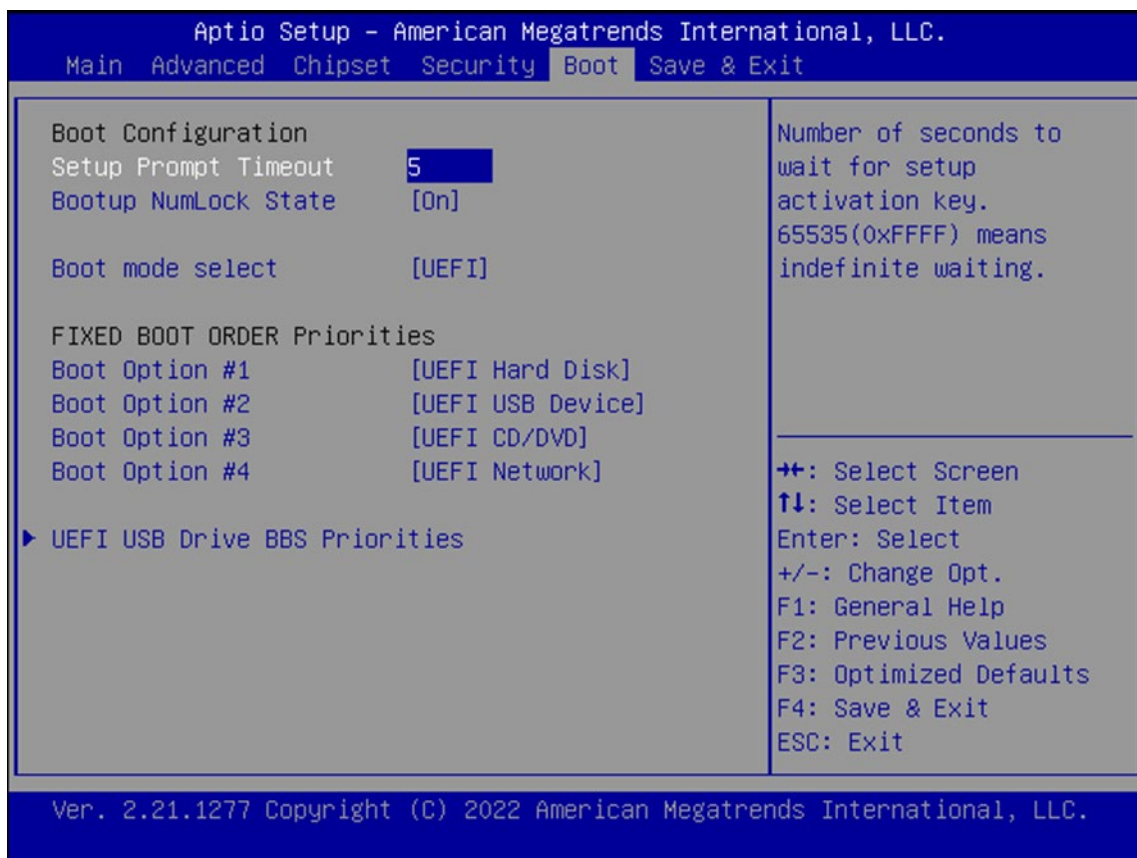 Aptio Setup – American Megatrends International, LLC.
Main Advanced Chipset Security Boot Save & Exit
Boot Configuration
Setup Prompt Timeout 5
Bootup NumLock State [On]
Boot mode select [UEFI]
FIXED BOOT ORDER Priorities
Boot Option #1 [UEFI Hard Disk]
Boot Option #2 [UEFI USB Device]
Boot Option #3 [UEFI CD/DVD]
Boot Option #4 [UEFI Network]
▶ UEFI USB Drive BBS Priorities
Number of seconds to
wait for setup
activation key.
65535(0xFFFF) means
indefinite waiting.
→←: Select Screen
↑↓: Select Item
Enter: Select
+/-: Change Opt.
F1: General Help
F2: Previous Values
F3: Optimized Defaults
F4: Save & Exit
ESC: Exit
Ver. 2.21.1277 Copyright (C) 2022 American Megatrends International, LLC.